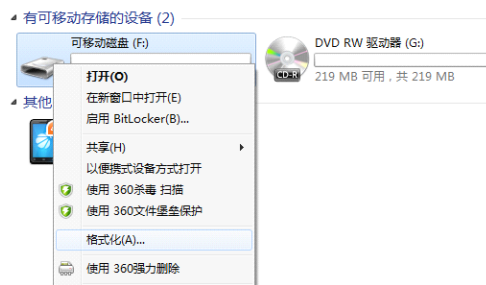 有可移动存储的设备 (2)
可移动磁盘 (F:)
DVD RW 驱动器 (G:)
CD-R
219 MB 可用，共 219 MB
打开(O)
在新窗口中打开(E)
启用 BitLocker(B)...
其他
共享(H)
以便携式设备方式打开
使用 360杀毒 扫描
使用 360文件堡垒保护
格式化(A)...
使用 360强力删除